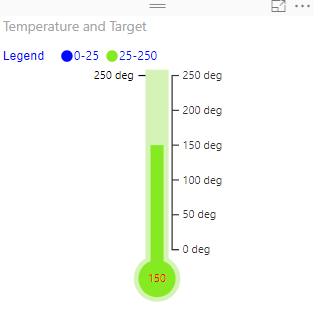 Temperature and Target
Legend 0-25 25-250
250 deg 250 deg
200 deg
150 deg
100 deg
50 deg
0 deg
150